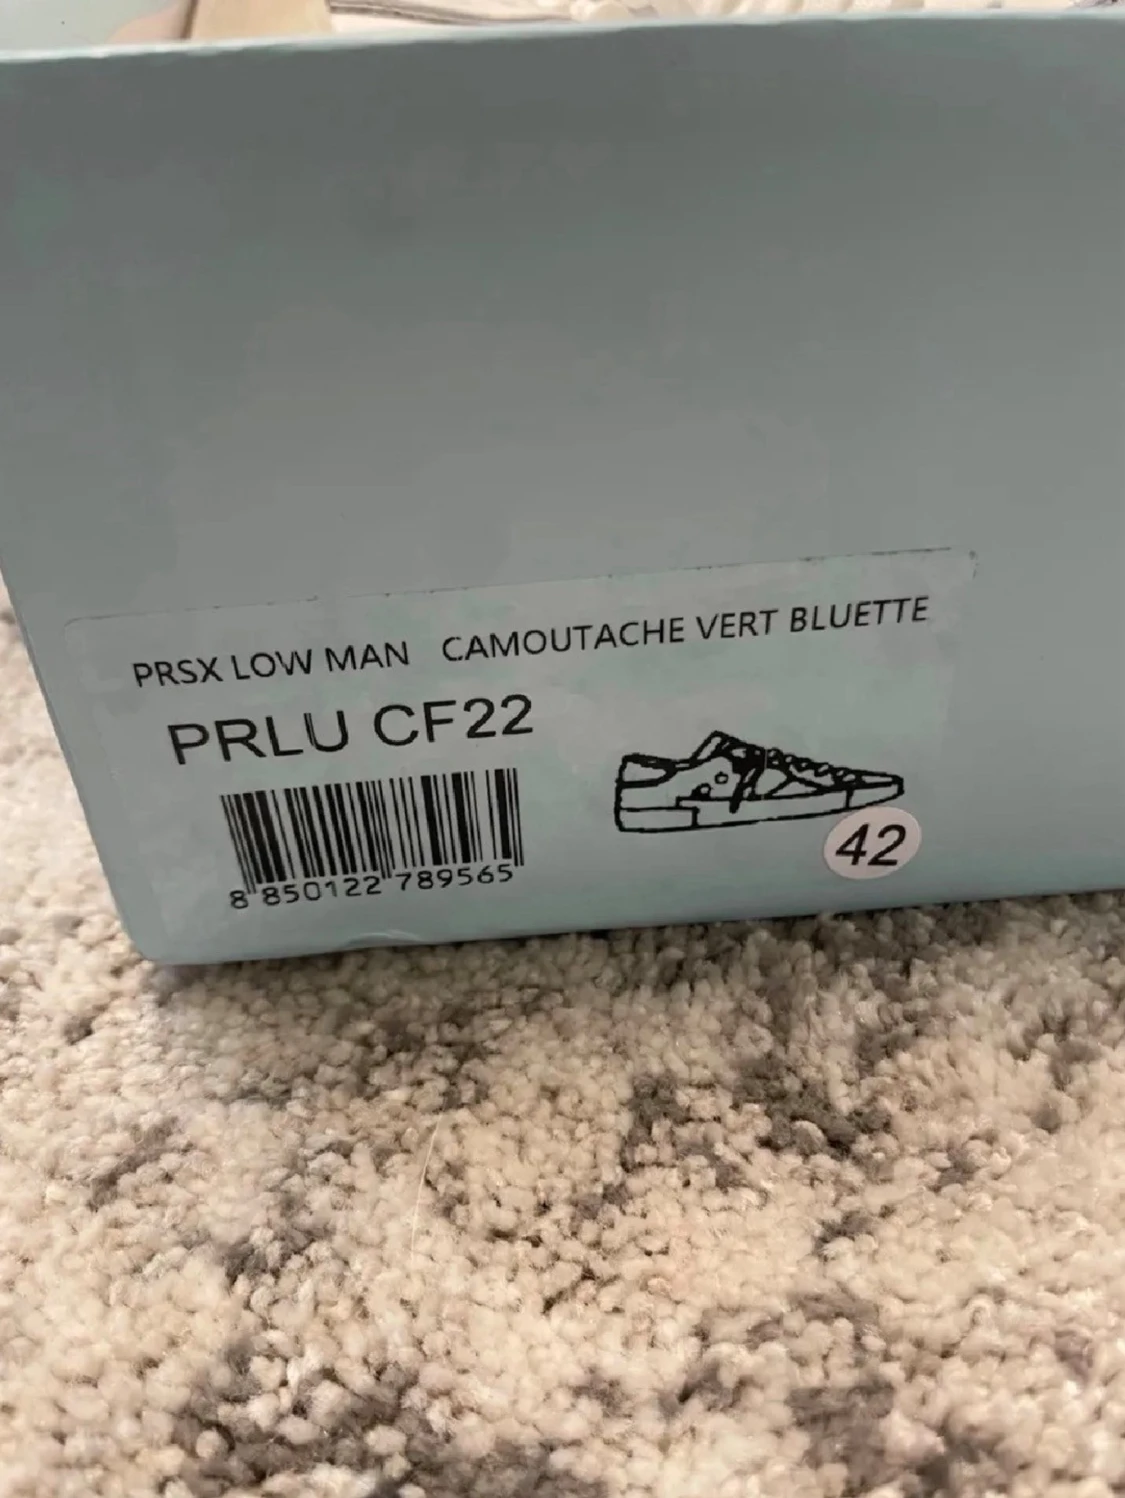 PRSX LOW MAN CAMOUTACHE VERT BLUETTE
PRLU CF22
8 850122 789565
42